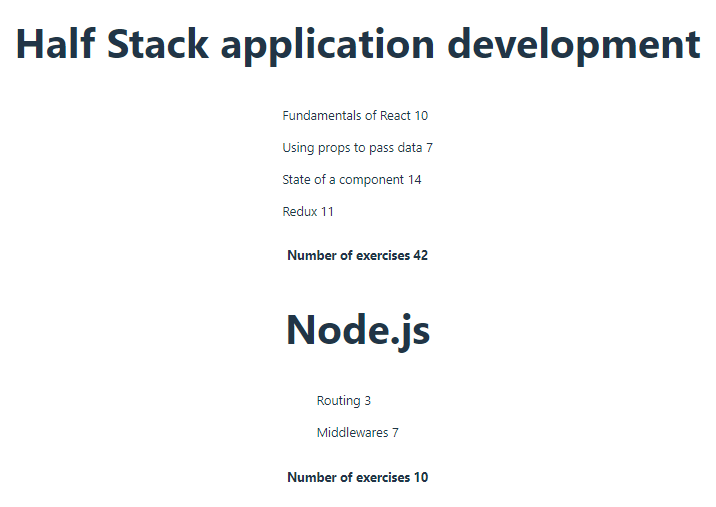 Half Stack application development
Fundamentals of React 10
Using props to pass data 7
State of a component 14
Redux 11
Number of exercises 42
Node.js
Routing 3
Middlewares 7
Number of exercises 10